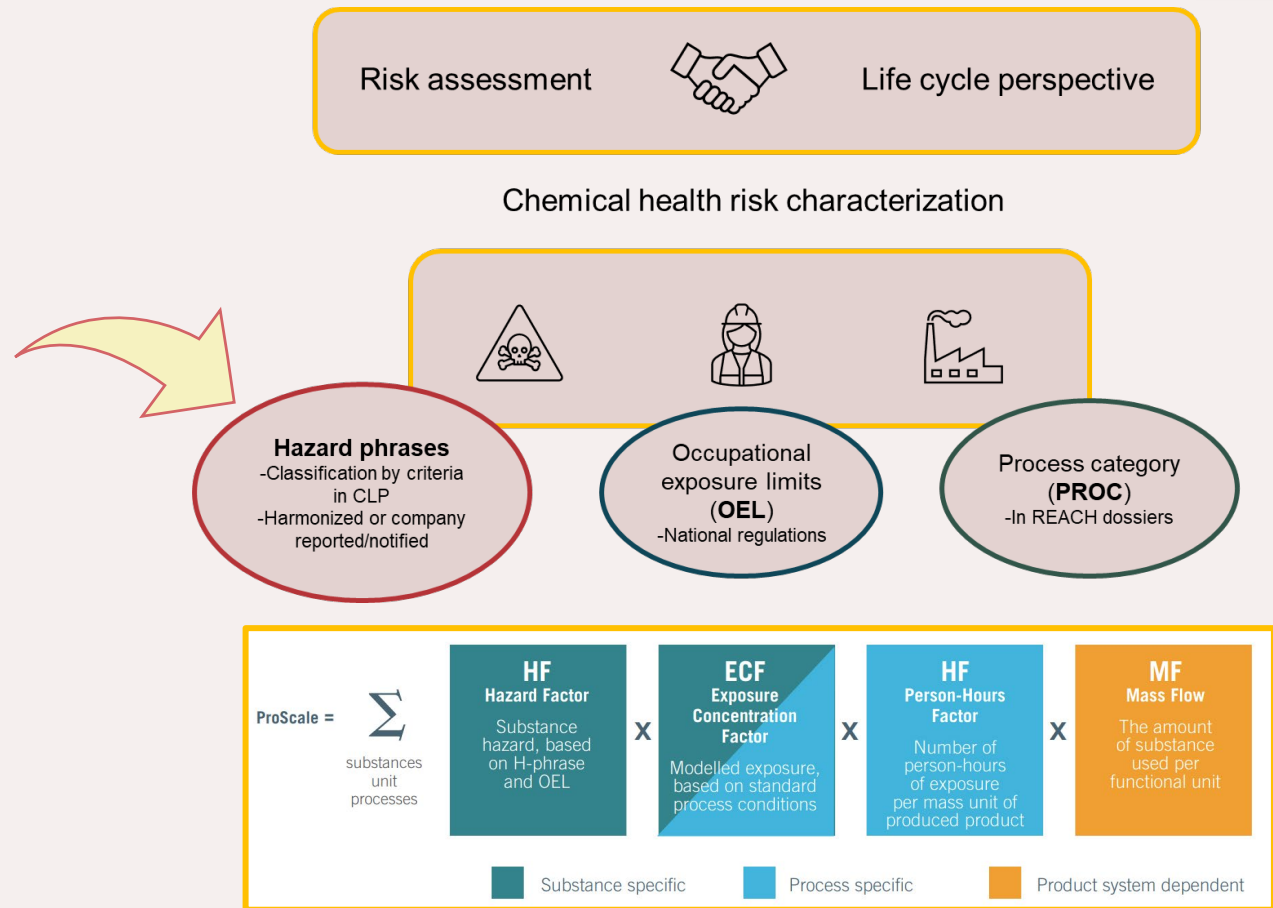 Risk assessment
Life cycle perspective
Chemical health risk characterization
Hazard phrases
-Classification by criteria
in CLP
-Harmonized or company
reported/notified
Occupational
exposure limits
(OEL)
-National regulations
Process category
(PROC)
-In REACH dossiers
ProScale =
Σ
substances
unit
processes
HF
Hazard Factor
Substance
hazard, based
on H-phrase
and OEL
X
ECF
Exposure
Concentration
Factor
Modelled exposure,
based on standard
process conditions
X
HF
Person-Hours
Factor
Number of
person-hours
of exposure
per mass unit of
produced product
X
MF
Mass Flow
The amount
of substance
used per
functional unit
Substance specific
Process specific
Product system dependent